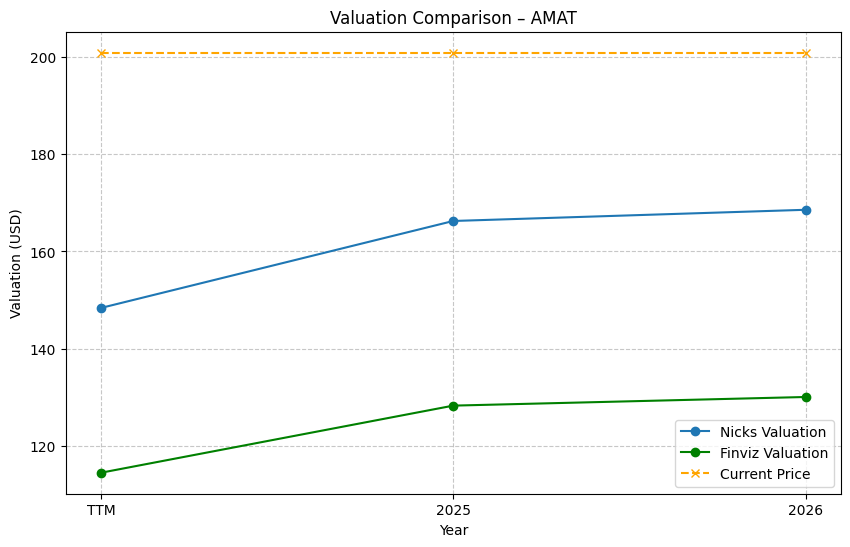 Valuation Comparison – AMAT
Valuation (USD)
200
180
160
140
120
TTM
2025
2026
Year
Nicks Valuation
Finviz Valuation
Current Price